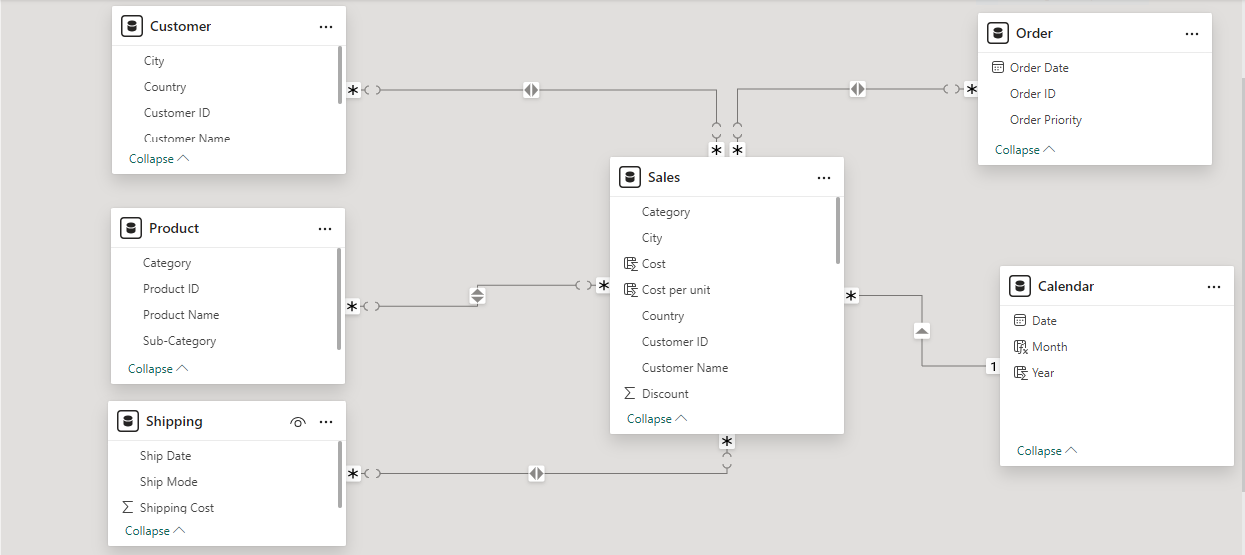 Customer
City
Country
Customer ID
Customer Name
Collapse
Order
Order Date
Order ID
Order Priority
Collapse
*
*
*
*
Sales
Category
City
Cost
Cost per unit
Country
Customer ID
Customer Name
Discount
Collapse
Product
Category
Product ID
Product Name
Sub-Category
Collapse
*
*
*
1
Calendar
Date
Month
Year
Collapse
Shipping
Ship Date
Ship Mode
Shipping Cost
Collapse
*
*